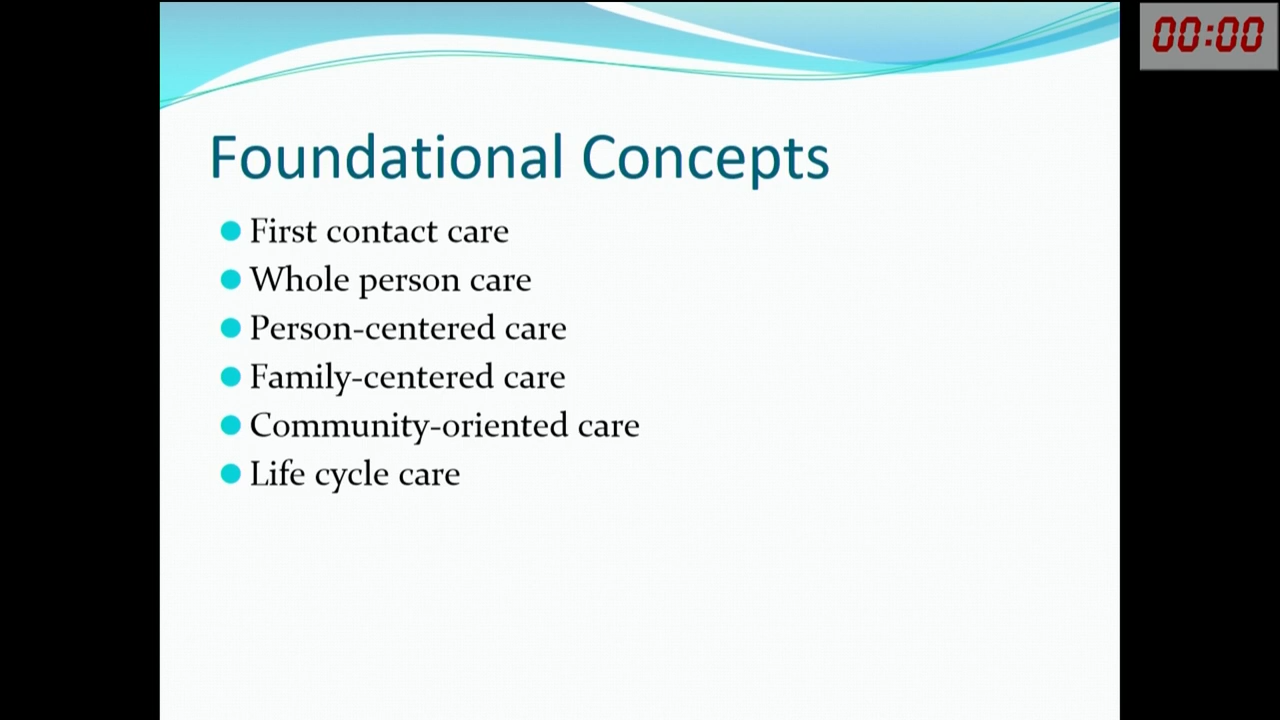 00:00
Foundational Concepts
First contact care
Whole person care
Person-centered care
Family-centered care
Community-oriented care
Life cycle care